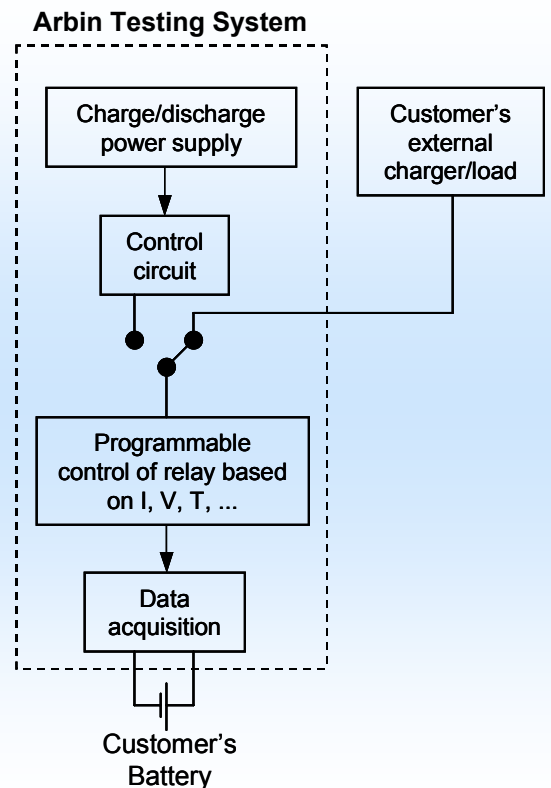 Arbin Testing System
Charge/discharge
power supply
Customer's
external
charger/load
Control
circuit
Programmable
control of relay based
on I, V, T, ...
Data
acquisition
Customer's
Battery